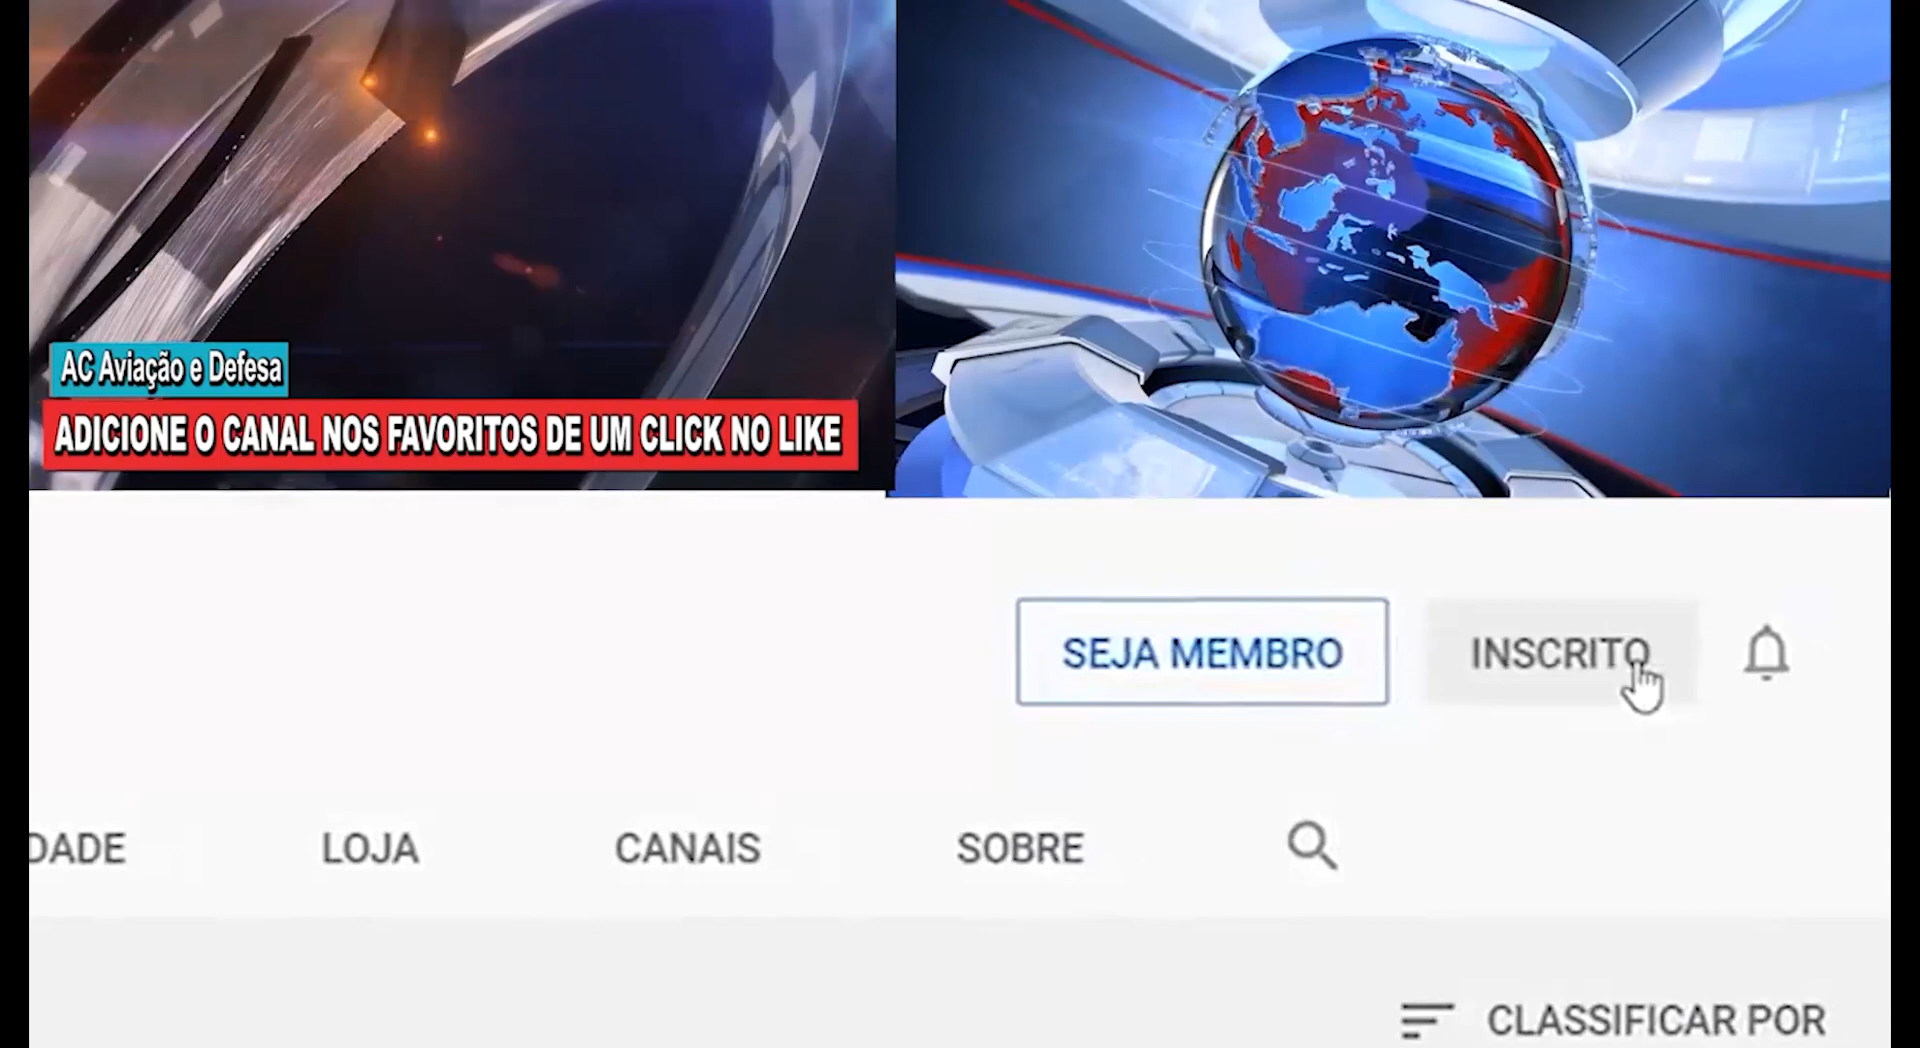 AC Aviação e Defesa
ADICIONE O CANAL NOS FAVORITOS DE UM CLICK NO LIKE
SEJA MEMBRO
INSCRITO
DADE
LOJA
CANAIS
SOBRE
CLASSIFICAR POR